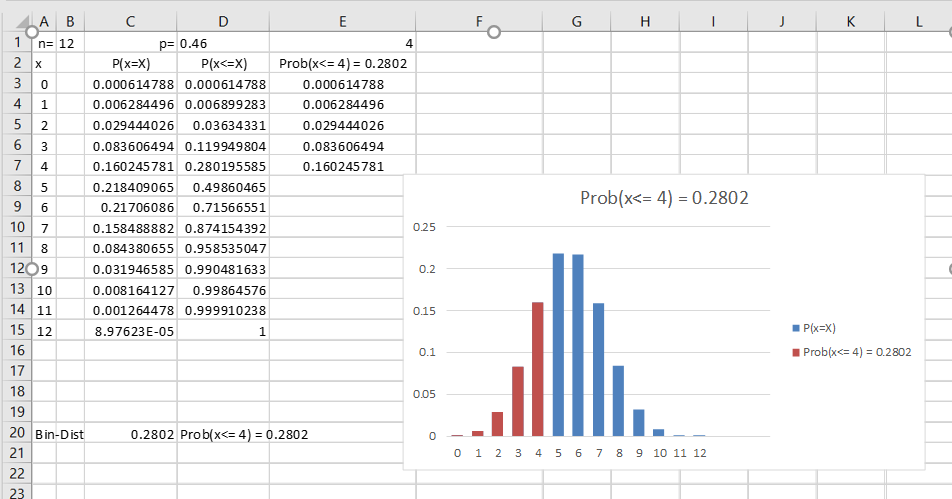 A B C D E F G H I J K L
1 n= 12 p= 0.46 4
2 x P(x=X) P(x<=X) Prob(x<= 4) = 0.2802
3 0 0.000614788 0.000614788 0.000614788
4 1 0.006284496 0.006899283 0.006284496
5 2 0.029444026 0.03634331 0.029444026
6 3 0.083606494 0.119949804 0.083606494
7 4 0.160245781 0.280195585 0.160245781
8 5 0.218409065 0.49860465
9 6 0.21706086 0.71566551
10 7 0.158488882 0.874154392
11 8 0.084380655 0.958535047
12 9 0.031946585 0.990481633
13 10 0.008164127 0.99864576
14 11 0.001264478 0.999910238
15 12 8.97623E-05 1
16
17
18
19
20 Bin-Dist 0.2802 Prob(x<= 4) = 0.2802
21
22
23
Prob(x<= 4) = 0.2802
0.25
0.2
0.15
0.1
0.05
0
0 1 2 3 4 5 6 7 8 9 10 11 12
P(x=X)
Prob(x<= 4) = 0.2802